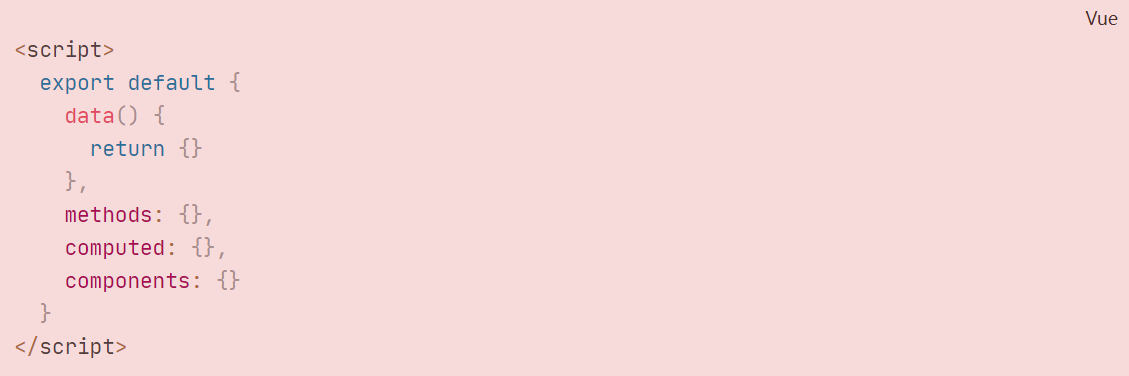 Vue
<script>
  export default {
    data() {
      return {}
    },
    methods: {},
    computed: {},
    components: {}
  }
</script>